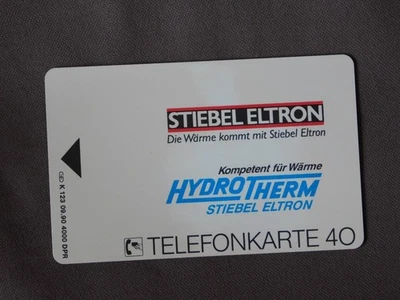 STIEBEL ELTRON
Die Wärme kommt mit Stiebel Eltron
Kompetent für Wärme
HYDROTHERM
STIEBEL ELTRON
TELEFONKARTE 40
K 123 09.90 4000 DPR